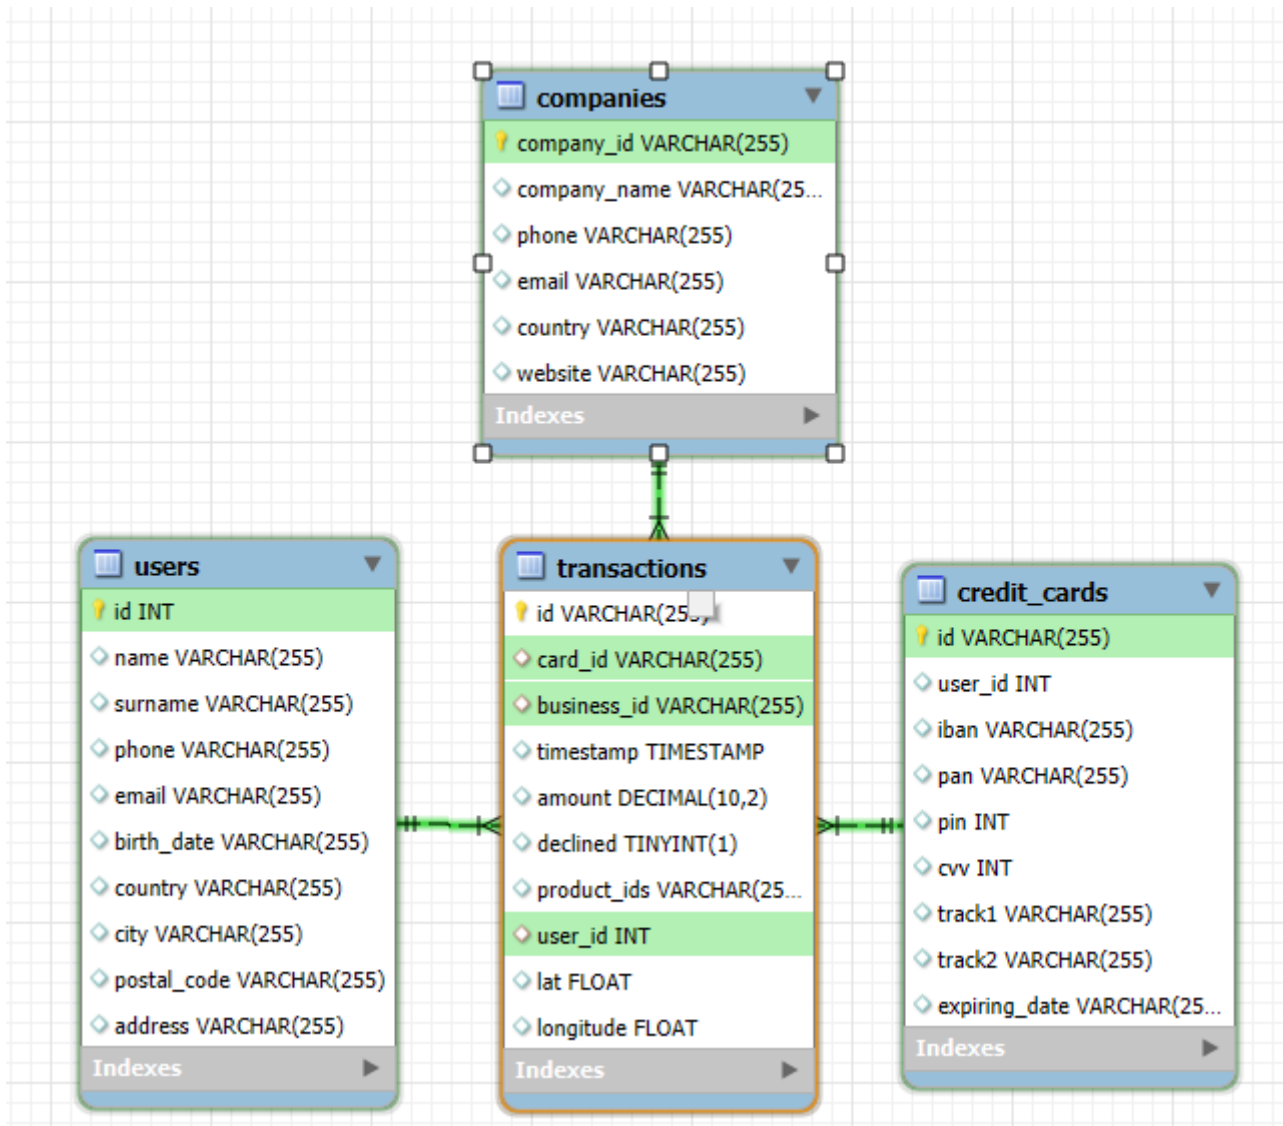 companies
company_id VARCHAR(255)
company_name VARCHAR(25...
phone VARCHAR(255)
email VARCHAR(255)
country VARCHAR(255)
website VARCHAR(255)
Indexes
users
id INT
name VARCHAR(255)
surname VARCHAR(255)
phone VARCHAR(255)
email VARCHAR(255)
birth_date VARCHAR(255)
country VARCHAR(255)
city VARCHAR(255)
postal_code VARCHAR(255)
address VARCHAR(255)
Indexes
transactions
id VARCHAR(255)
card_id VARCHAR(255)
business_id VARCHAR(255)
timestamp TIMESTAMP
amount DECIMAL(10,2)
declined TINYINT(1)
product_ids VARCHAR(25...
user_id INT
lat FLOAT
longitude FLOAT
Indexes
credit_cards
id VARCHAR(255)
user_id INT
iban VARCHAR(255)
pan VARCHAR(255)
pin INT
cvv INT
track1 VARCHAR(255)
track2 VARCHAR(255)
expiring_date VARCHAR(25...
Indexes